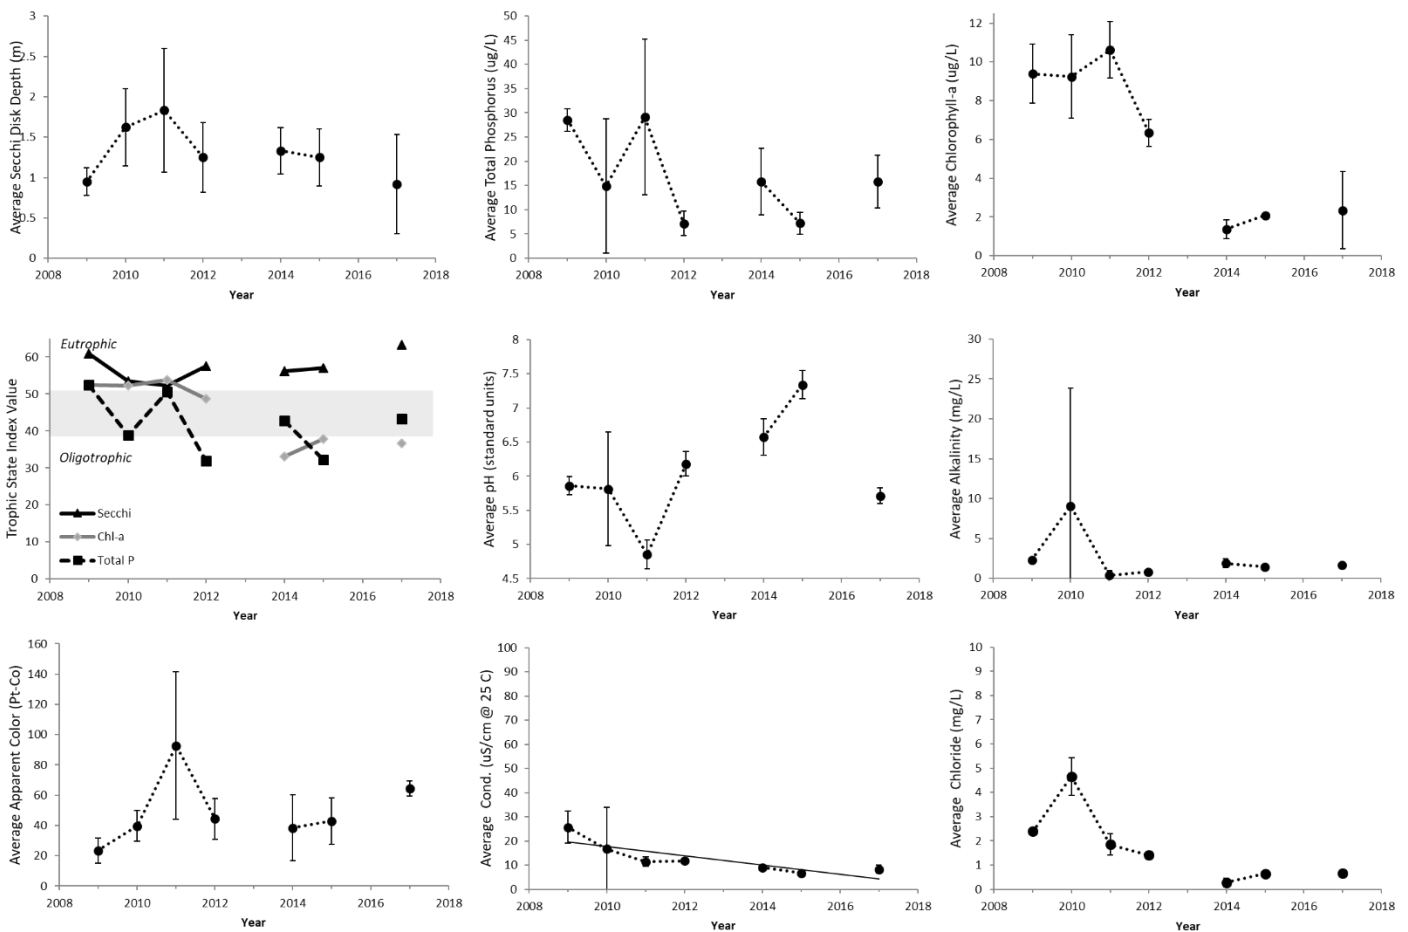 Average Secchi Disk Depth (m)
3
2.5
2
1.5
1
0.5
0
2008 2010 2012 2014 2016 2018
Year
Average Total Phosphorus (ug/L)
50
45
40
35
30
25
20
15
10
5
0
2008 2010 2012 2014 2016 2018
Year
Average Chlorophyll-a (ug/L)
12
10
8
6
4
2
0
2008 2010 2012 2014 2016 2018
Year
Trophic State Index Value
60
50
40
30
20
10
0
Eutrophic
Oligotrophic
Secchi
Chl-a
Total P
2008 2010 2012 2014 2016 2018
Year
Average pH (standard units)
8
7.5
7
6.5
6
5.5
5
4.5
2008 2010 2012 2014 2016 2018
Year
Average Alkalinity (mg/L)
30
25
20
15
10
5
0
2008 2010 2012 2014 2016 2018
Year
Average Apparent Color (Pt-Co)
160
140
120
100
80
60
40
20
0
2008 2010 2012 2014 2016 2018
Year
Average Cond. (uS/cm @ 25 C)
100
90
80
70
60
50
40
30
20
10
0
2008 2010 2012 2014 2016 2018
Year
Average Chloride (mg/L)
10
9
8
7
6
5
4
3
2
1
0
2008 2010 2012 2014 2016 2018
Year